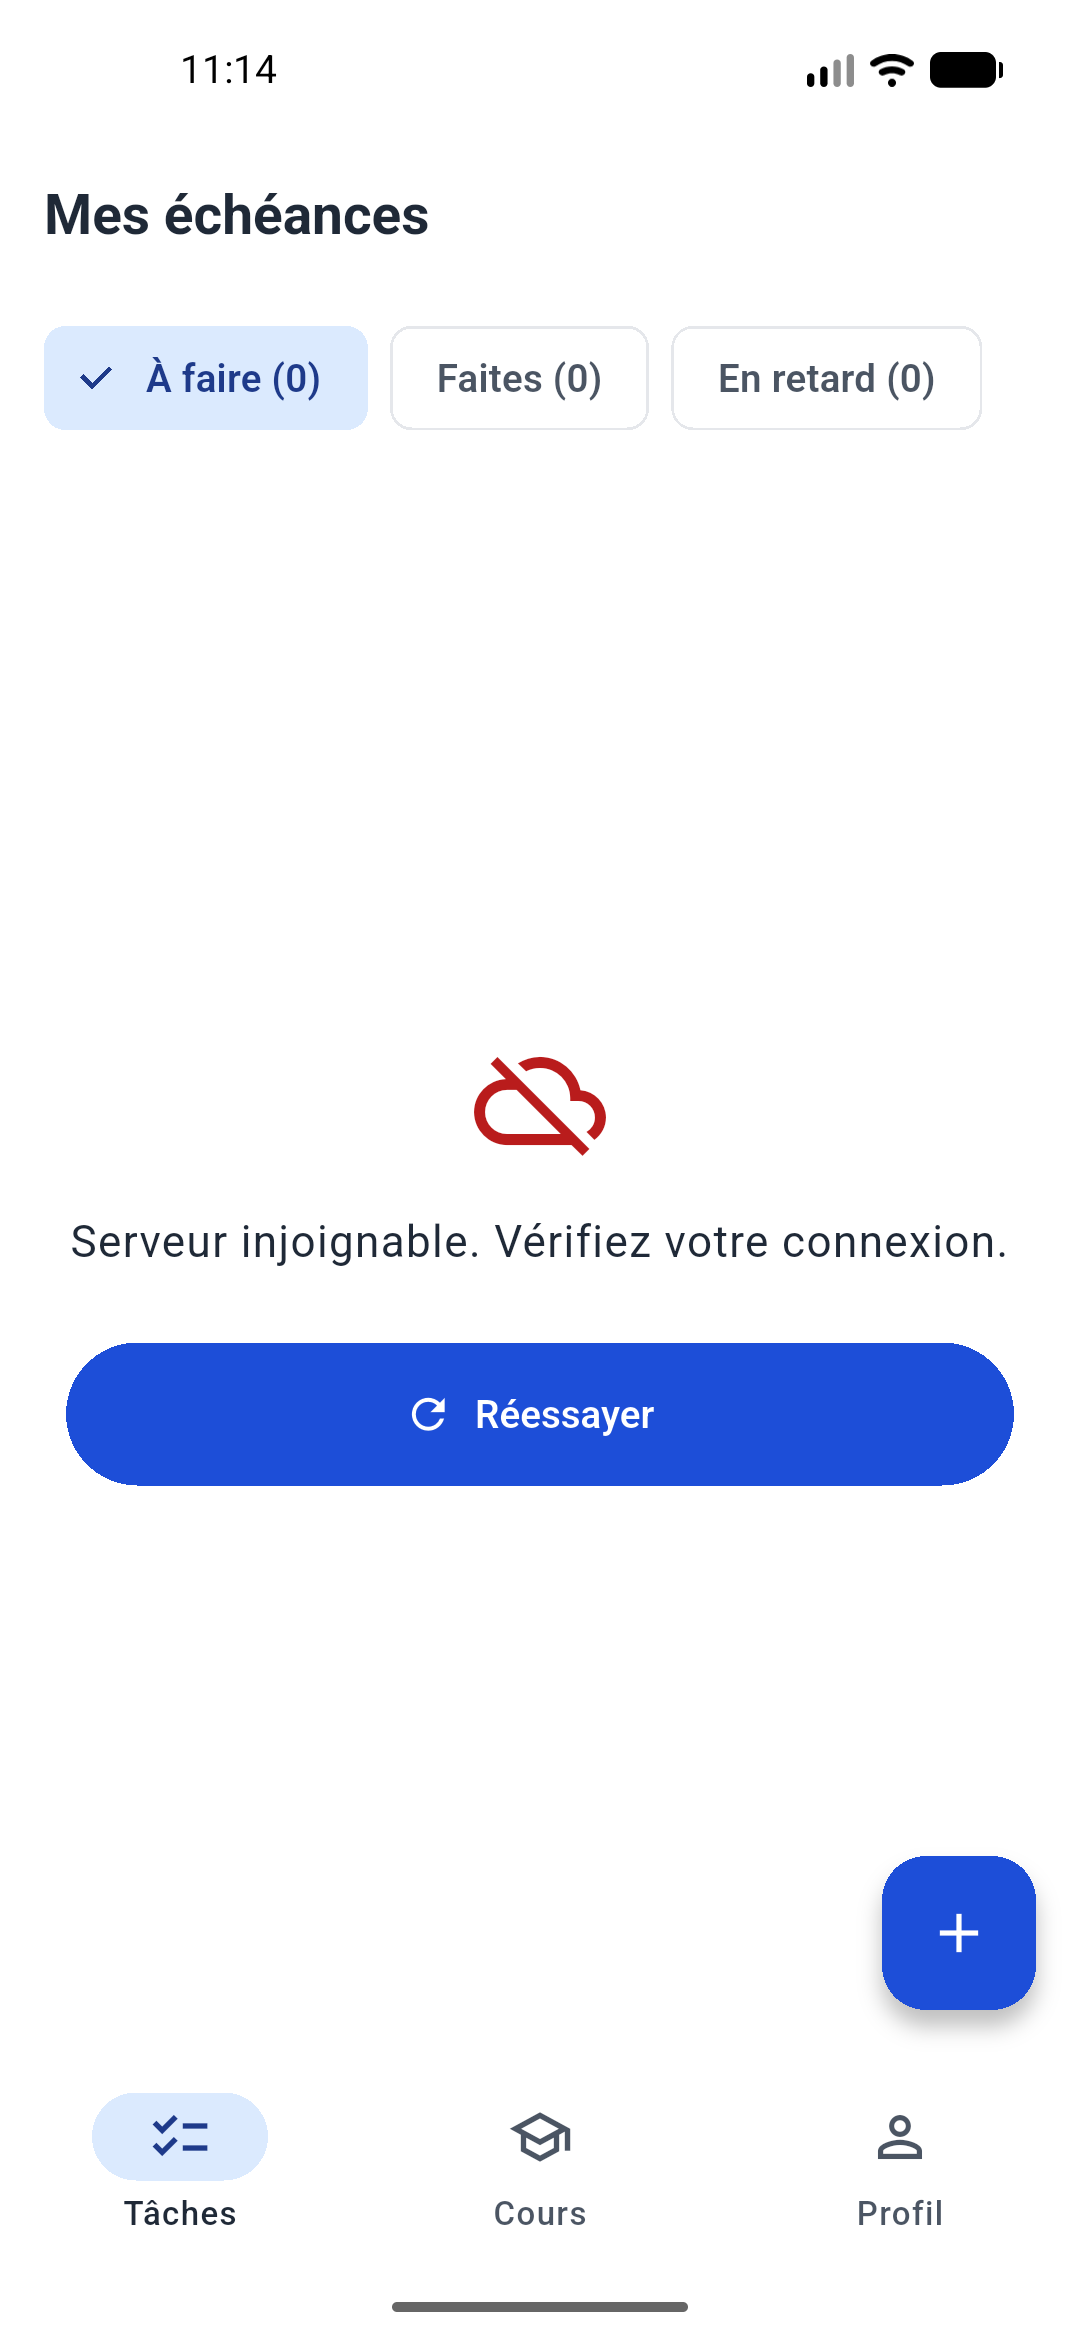 11:14
Mes échéances
À faire (0)
Faites (0)
En retard (0)
Serveur injoignable. Vérifiez votre connexion.
Réessayer
Tâches
Cours
Profil